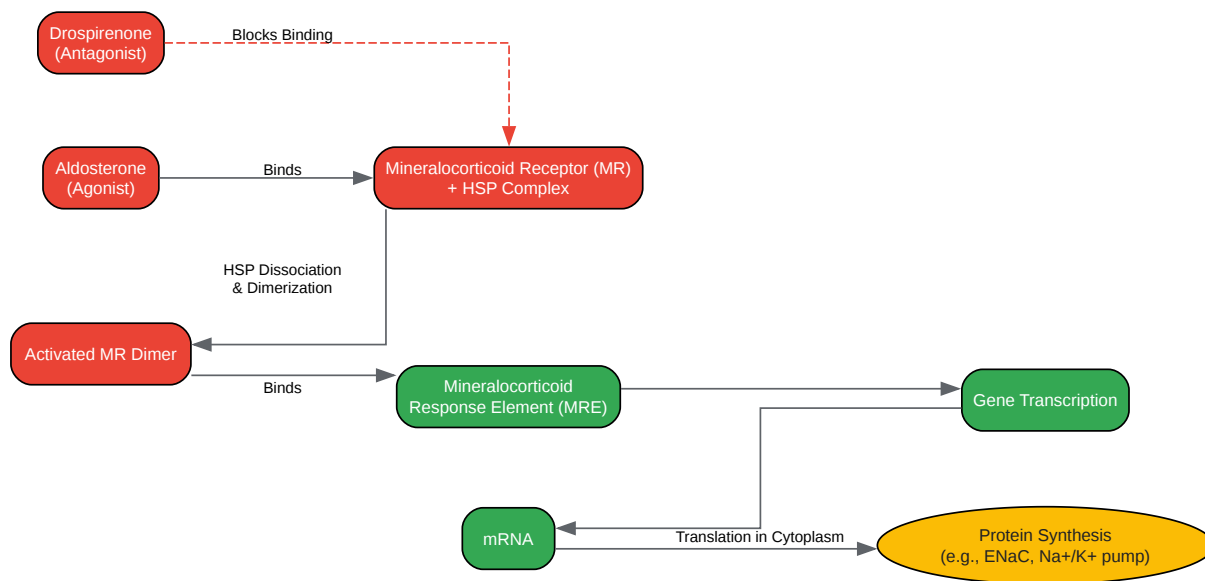 Drospirenone
(Antagonist)
Blocks Binding
Aldosterone
(Agonist)
Binds
Mineralocorticoid Receptor (MR)
+ HSP Complex
HSP Dissociation
& Dimerization
Activated MR Dimer
Binds
Mineralocorticoid
Response Element (MRE)
Gene Transcription
mRNA
Translation in Cytoplasm
Protein Synthesis
(e.g., ENaC, Na+/K+ pump)